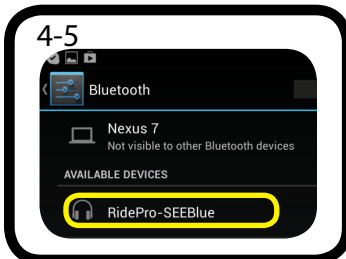 4-5
Bluetooth
Nexus 7
Not visible to other Bluetooth devices
AVAILABLE DEVICES
RidePro-SEEBlue